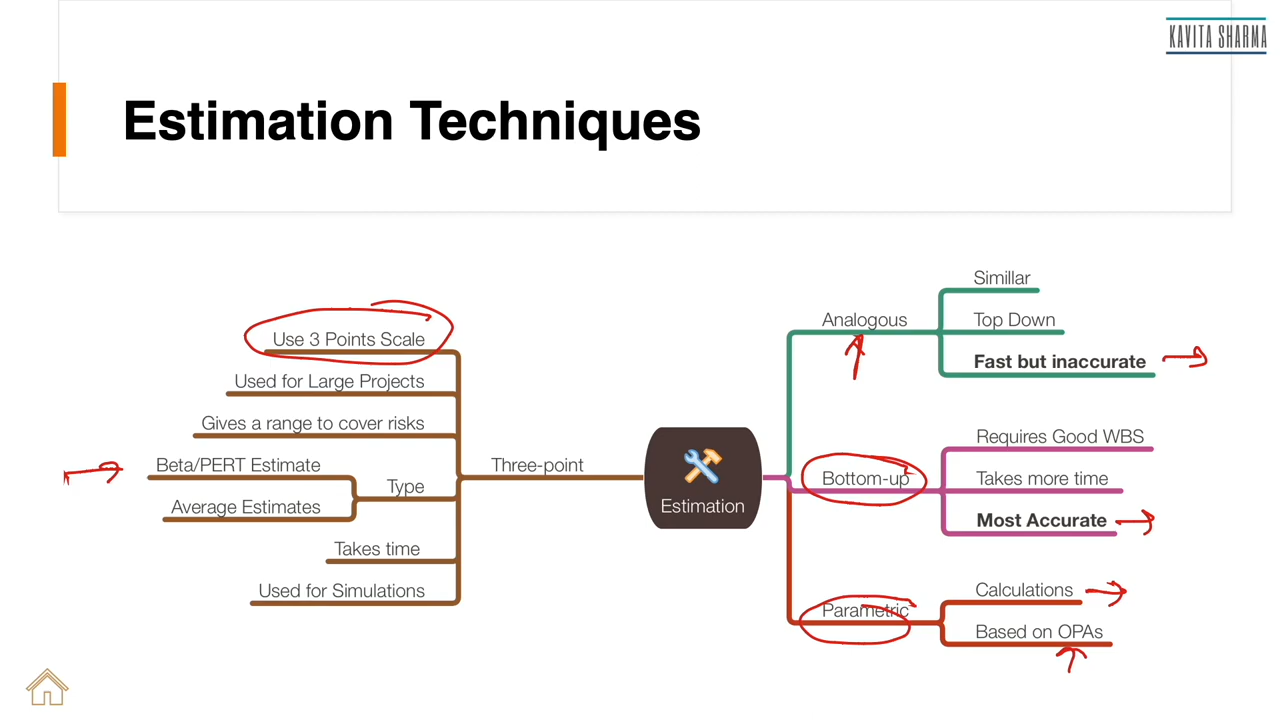 KAVITA SHARMA
Estimation Techniques
Use 3 Points Scale
Used for Large Projects
Gives a range to cover risks
Beta/PERT Estimate
Average Estimates
Type
Takes time
Used for Simulations
Three-point
Estimation
Analogous
Simillar
Top Down
Fast but inaccurate
Bottom-up
Requires Good WBS
Takes more time
Most Accurate
Parametric
Calculations
Based on OPAs